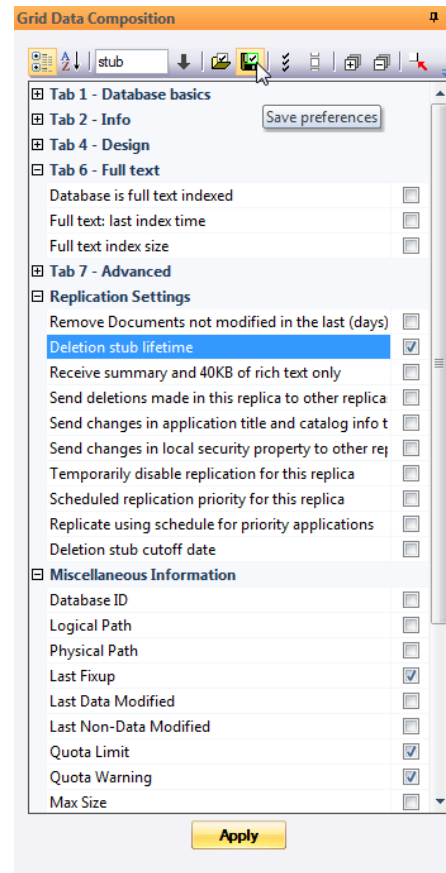 Grid Data Composition
stub
Tab 1 - Database basics
Tab 2 - Info
Save preferences
Tab 4 - Design
Tab 6 - Full text
Database is full text indexed
Full text: last index time
Full text index size
Tab 7 - Advanced
Replication Settings
Remove Documents not modified in the last (days)
Deletion stub lifetime
Receive summary and 40KB of rich text only
Send deletions made in this replica to other replica
Send changes in application title and catalog info t
Send changes in local security property to other rep
Temporarily disable replication for this replica
Scheduled replication priority for this replica
Replicate using schedule for priority applications
Deletion stub cutoff date
Miscellaneous Information
Database ID
Logical Path
Physical Path
Last Fixup
Last Data Modified
Last Non-Data Modified
Quota Limit
Quota Warning
Max Size
Apply